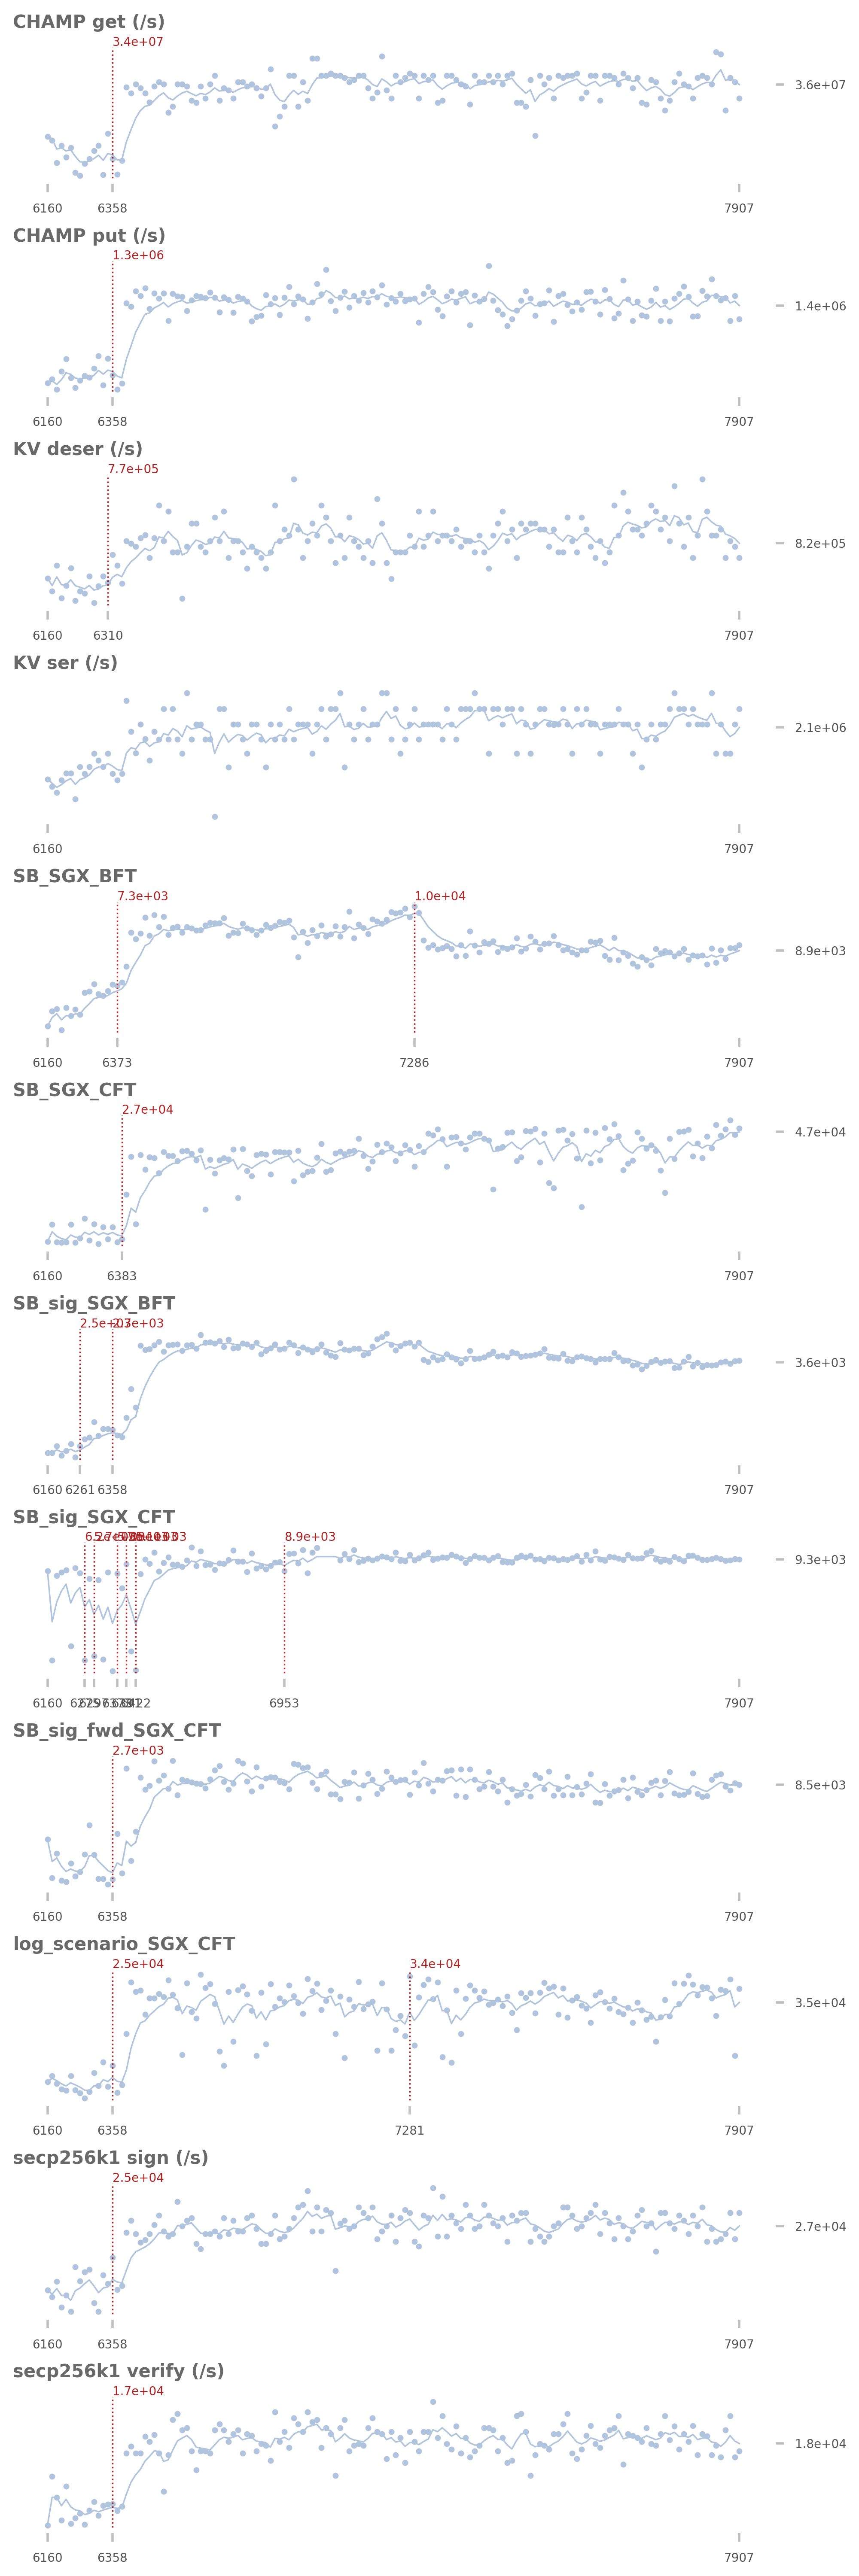 CHAMP get (/s)
3.4e+07
3.6e+07
6160 6358 7907
CHAMP put (/s)
1.3e+06
1.4e+06
6160 6358 7907
KV deser (/s)
7.7e+05
8.2e+05
6160 6310 7907
KV ser (/s)
2.1e+06
6160 7907
SB_SGX_BFT
7.3e+03 1.0e+04
8.9e+03
6160 6373 7286 7907
SB_SGX_CFT
2.7e+04
4.7e+04
6160 6383 7907
SB_sig_SGX_BFT
2.5e+03 2.7e+03
3.6e+03
6160 6261 6358 7907
SB_sig_SGX_CFT
8.9e+03
9.3e+03
6160 6953 7907
SB_sig_fwd_SGX_CFT
2.7e+03
8.5e+03
6160 6358 7907
log_scenario_SGX_CFT
2.5e+04 3.4e+04
3.5e+04
6160 6358 7281 7907
secp256k1 sign (/s)
2.5e+04
2.7e+04
6160 6358 7907
secp256k1 verify (/s)
1.7e+04
1.8e+04
6160 6358 7907